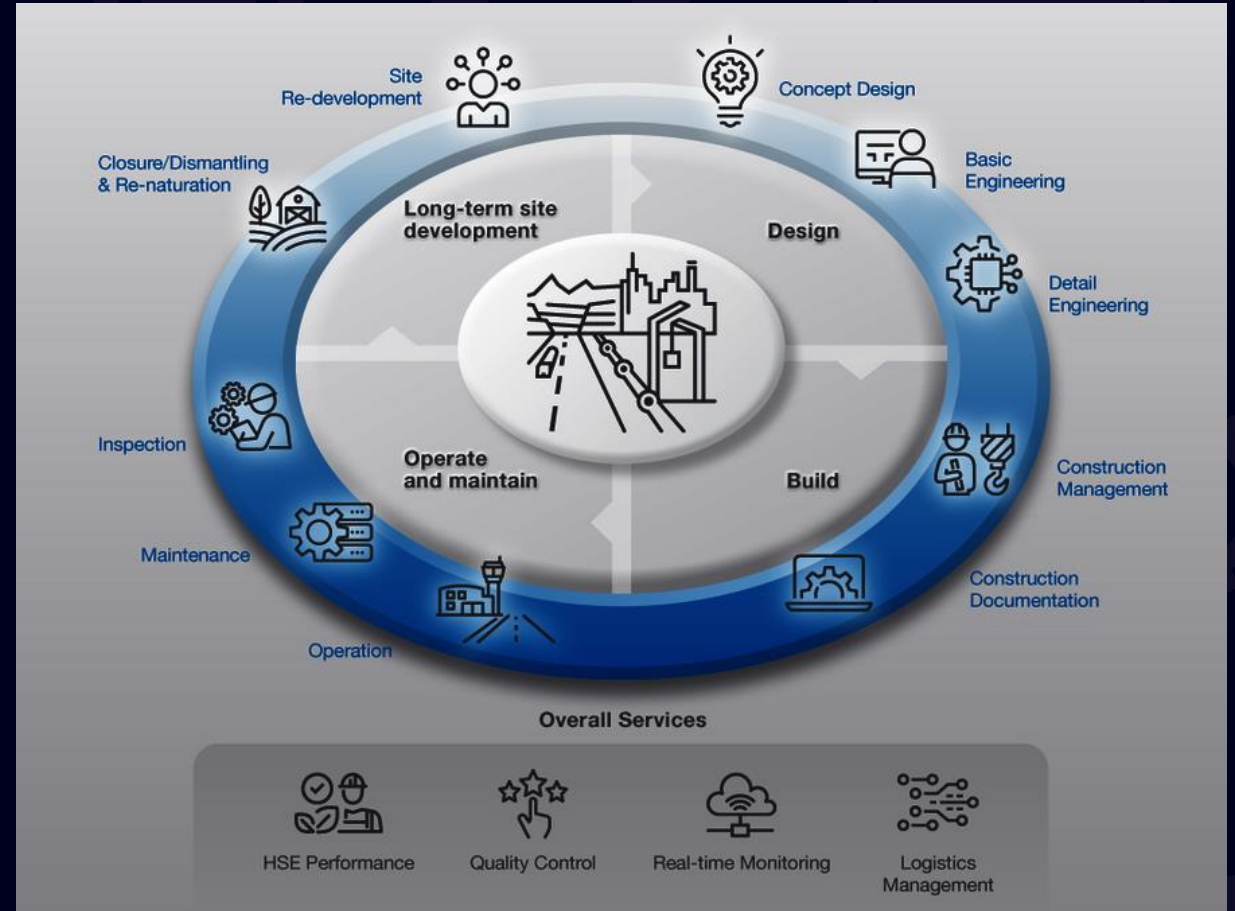 Site
Re-development
Concept Design
Closure/Dismantling
& Re-naturation
Basic
Engineering
Long-term site
development
Design
Detail
Engineering
Inspection
Operate
and maintain
Build
Construction
Management
Maintenance
Construction
Documentation
Operation
Overall Services
HSE Performance
Quality Control
Real-time Monitoring
Logistics
Management